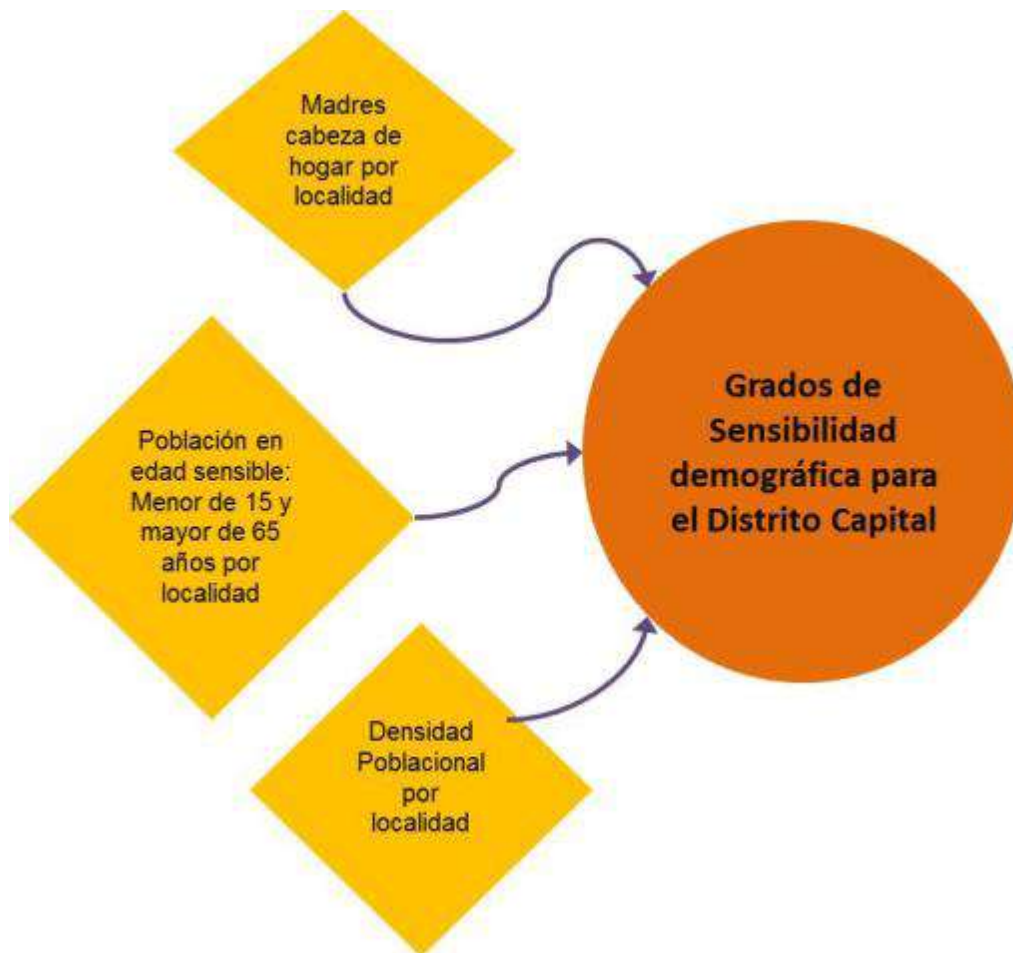 Madres
cabeza de
hogar por
localidad
Población en
edad sensible:
Menor de 15 y
mayor de 65
años por
localidad
Densidad
Poblacional
por
localidad
Grados de
Sensibilidad
demográfica para
el Distrito Capital